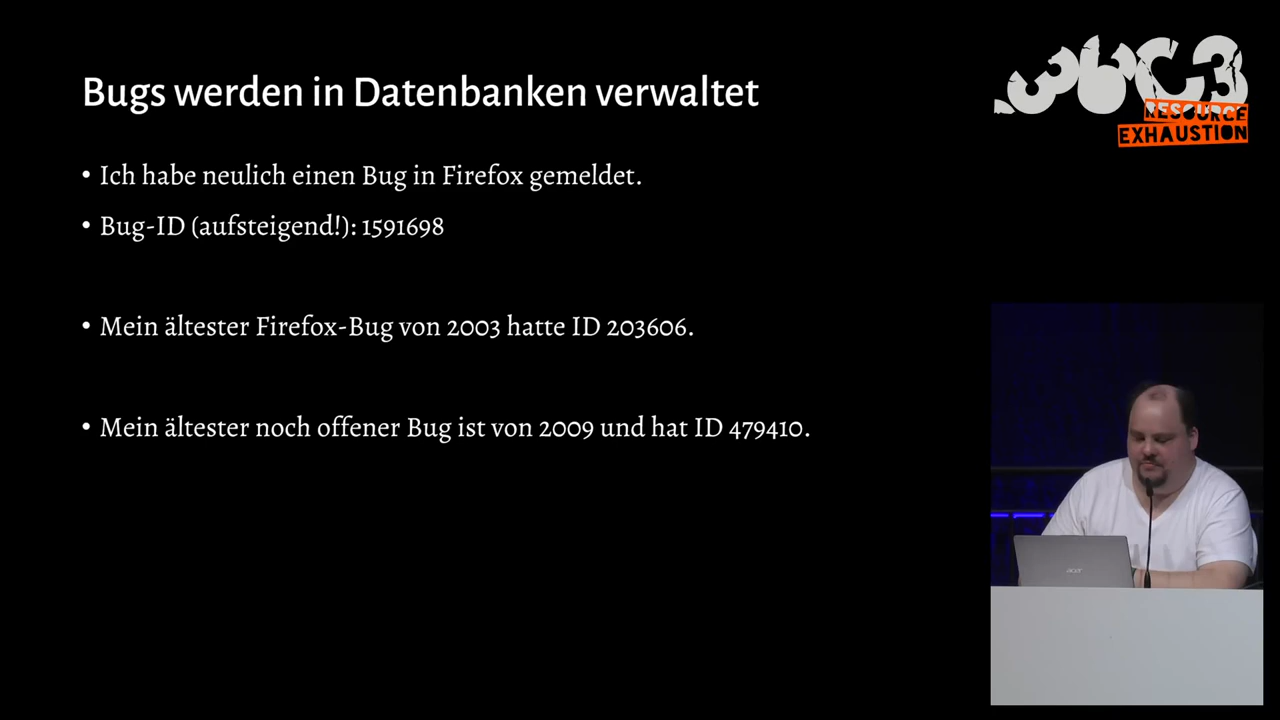 Bugs werden in Datenbanken verwaltet
36C3
RESOURCE
EXHAUSTION
• Ich habe neulich einen Bug in Firefox gemeldet.
• Bug-ID (aufsteigend!): 1591698
• Mein ältester Firefox-Bug von 2003 hatte ID 203606.
• Mein ältester noch offener Bug ist von 2009 und hat ID 479410.
acer